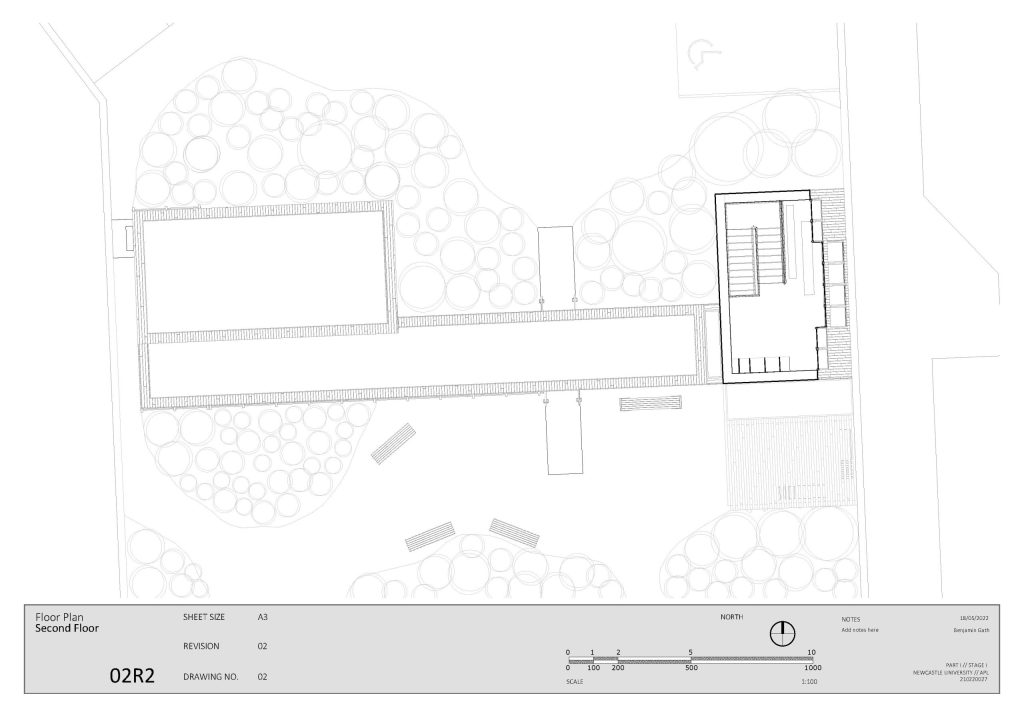 Floor Plan
Second Floor
02R2
SHEET SIZE A3
REVISION 02
DRAWING NO. 02
NORTH
0 1 2 5 10
0 100 200 500 1000
SCALE 1:100
NOTES
Add notes here
18/05/2022
Benjamin Gath
PART I // STAGE I
NEWCASTLE UNIVERSITY // APL
210220027